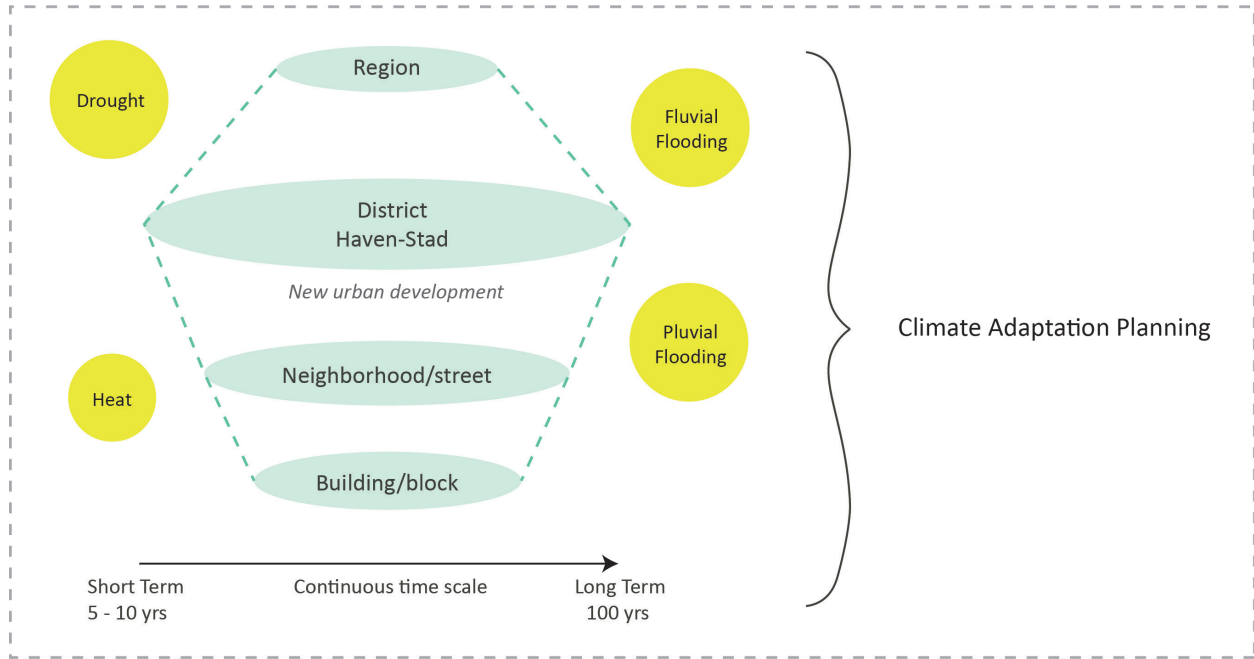 Region
Drought
Fluvial
Flooding
District
Haven-Stad
New urban development
Pluvial
Flooding
Climate Adaptation Planning
Neighborhood/street
Heat
Building/block
Short Term
5 - 10 yrs
Continuous time scale
Long Term
100 yrs